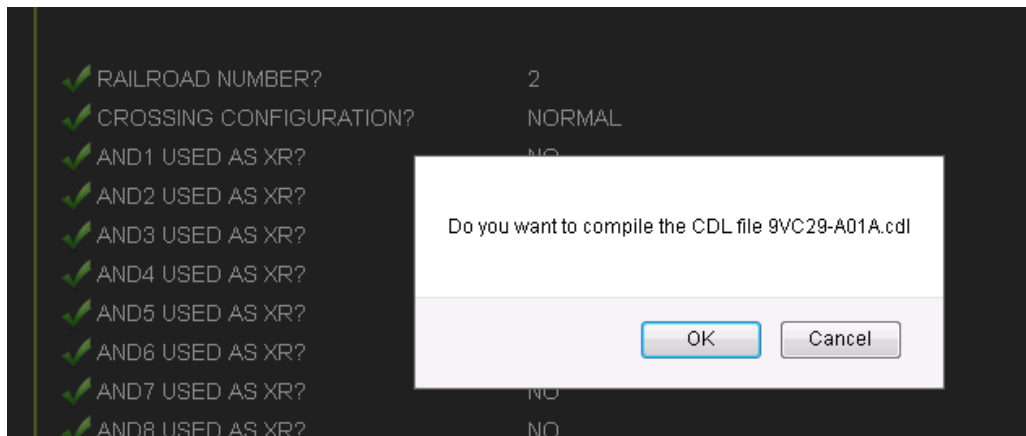 RAILROAD NUMBER? 2
CROSSING CONFIGURATION? NORMAL
AND1 USED AS XR? NO
AND2 USED AS XR?
AND3 USED AS XR?
Do you want to compile the CDL file 9VC29-A01A.cdl
AND4 USED AS XR?
AND5 USED AS XR?
AND6 USED AS XR?
OK Cancel
AND7 USED AS XR? NO
AND8 USED AS XR? NO